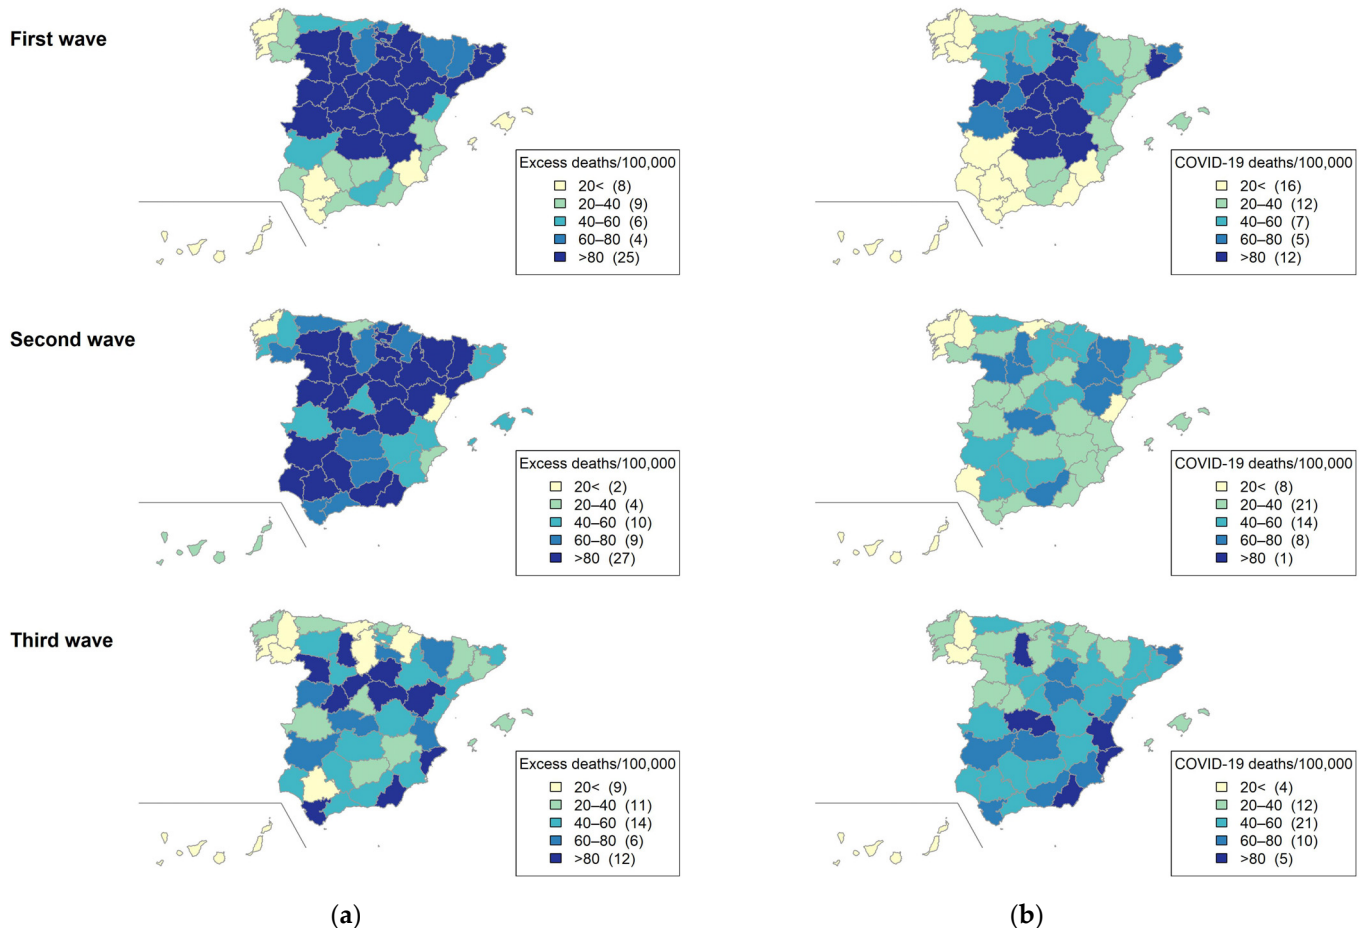 First wave
Excess deaths/100,000
20< (8)
20–40 (9)
40–60 (6)
60–80 (4)
>80 (25)
COVID-19 deaths/100,000
20< (16)
20–40 (12)
40–60 (7)
60–80 (5)
>80 (12)
Second wave
Excess deaths/100,000
20< (2)
20–40 (4)
40–60 (10)
60–80 (9)
>80 (27)
COVID-19 deaths/100,000
20< (8)
20–40 (21)
40–60 (14)
60–80 (8)
>80 (1)
Third wave
Excess deaths/100,000
20< (9)
20–40 (11)
40–60 (14)
60–80 (6)
>80 (12)
COVID-19 deaths/100,000
20< (4)
20–40 (12)
40–60 (21)
60–80 (10)
>80 (5)
(a)
(b)